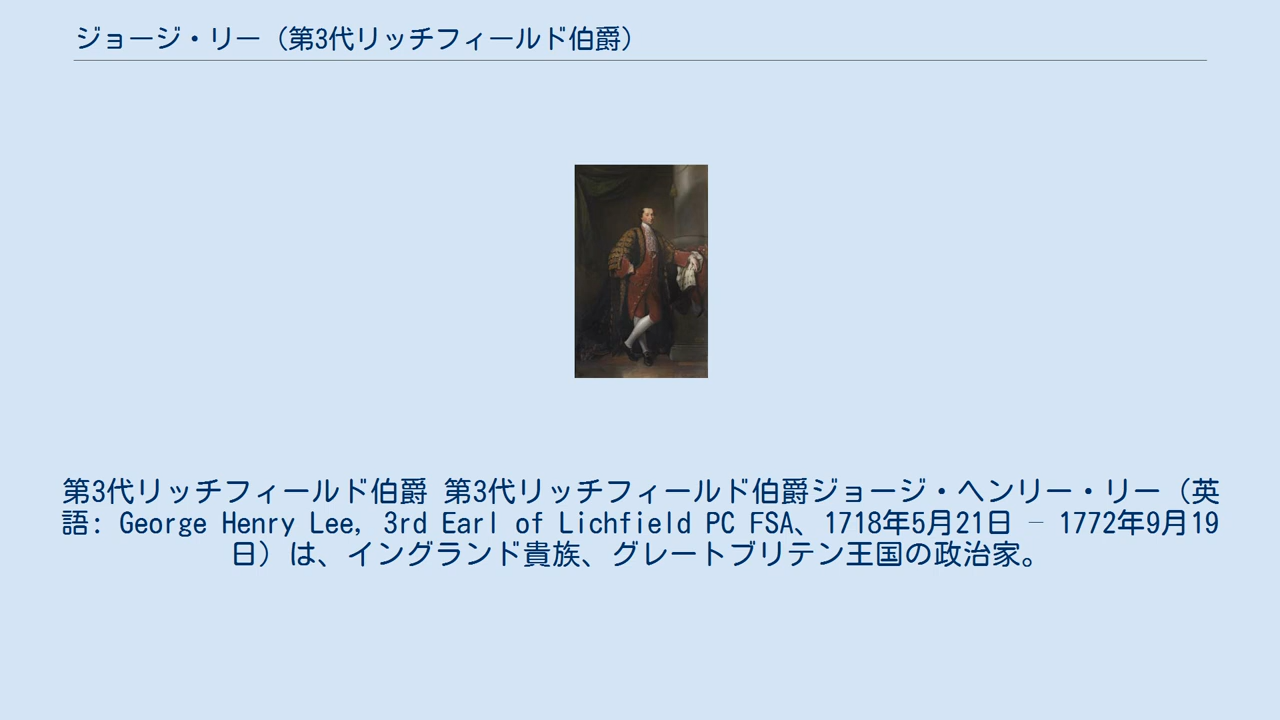 ジョージ・リー（第3代リッチフィールド伯爵）
第3代リッチフィールド伯爵 第3代リッチフィールド伯爵ジョージ・ヘンリー・リー（英
語: George Henry Lee, 3rd Earl of Lichfield PC FSA、1718年5月21日 – 1772年9月19
日）は、イングランド貴族、グレートブリテン王国の政治家。